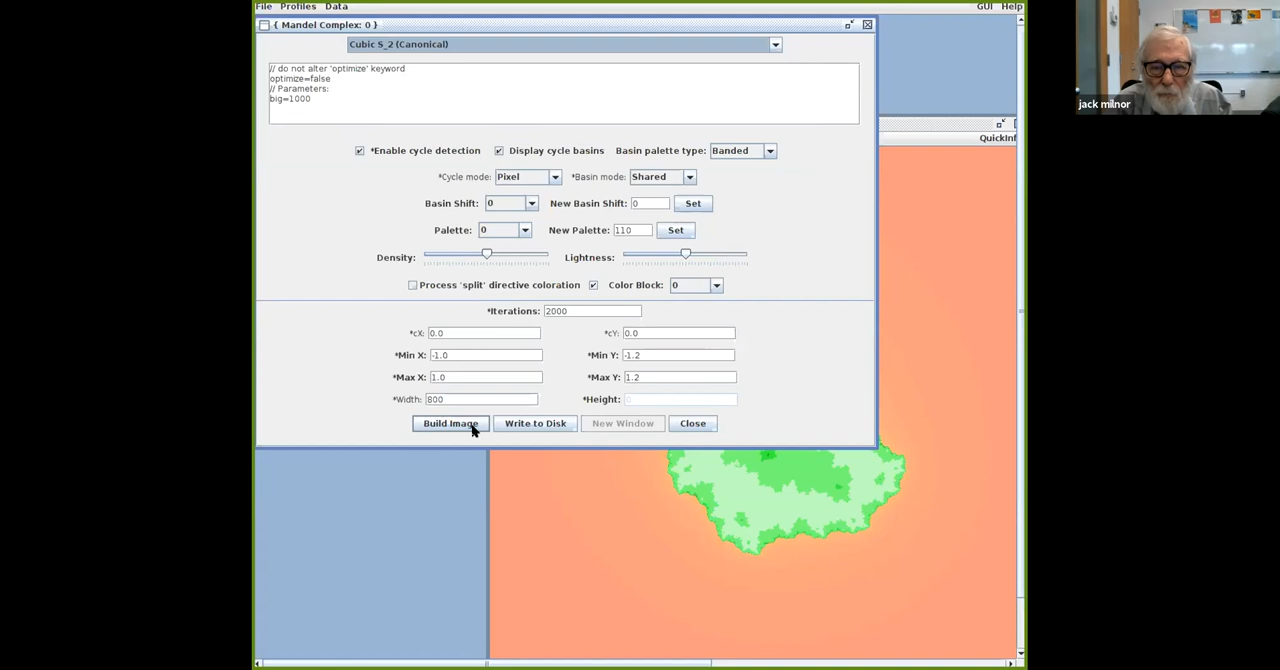 File Profiles Data GUI Help
{ Mandel Complex: 0 }
Cubic S_2 (Canonical)
// do not alter 'optimize' keyword
optimize=false
// Parameters:
big=1000
*Enable cycle detection Display cycle basins Basin palette type: Banded
*Cycle mode: Pixel *Basin mode: Shared
Basin Shift: 0 New Basin Shift: 0 Set
Palette: 0 New Palette: 110 Set
Density: Lightness:
Process 'split' directive coloration Color Block: 0
*Iterations: 2000
*cX: 0.0 *cY: 0.0
*Min X: -1.0 *Min Y: -1.2
*Max X: 1.0 *Max Y: 1.2
*Width: 800 *Height: 0
Build Image Write to Disk New Window Close
jack milnor